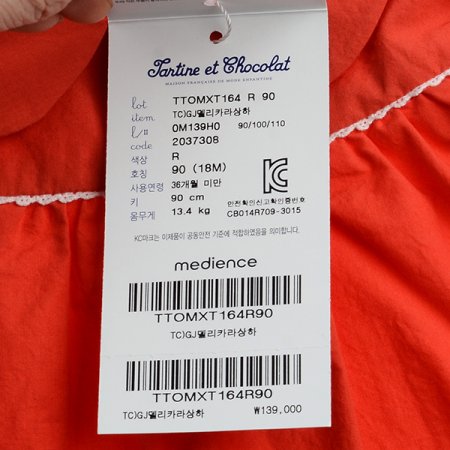 Tartine et Chocolat
MAISON FRANÇAISE DE MODE ENFANTINE
lot TTOMXT164 R 90
item TC)GJ델리카라상하
l/# 0M139H0 90/100/110
code 2037308
색상 R
호칭 90 (18M)
사용연령 36개월 미만
키 90 cm
몸무게 13.4 kg
안전확인신고확인증번호
CB014R709-3015
KC마크는 이제품이 공통안전 기준에 적합하였음을 의미합니다.
medience
TTOMXT164R90
TC)GJ델리카라상하
TTOMXT164R90
TC)GJ델리카라상하 ₩139,000